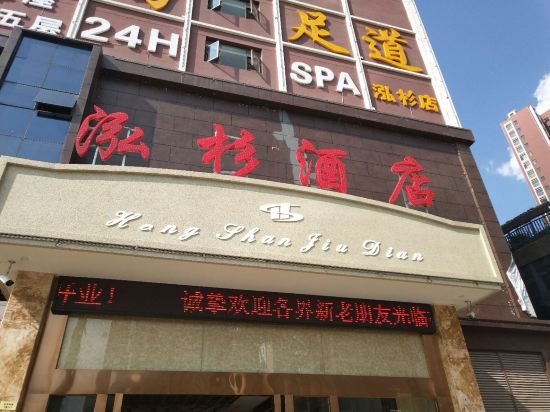 五层
24H
足道
SPA
泓杉店
泓杉酒店
Hong Shan Jiu Dian
业！ 诚挚欢迎各界新老朋友光临